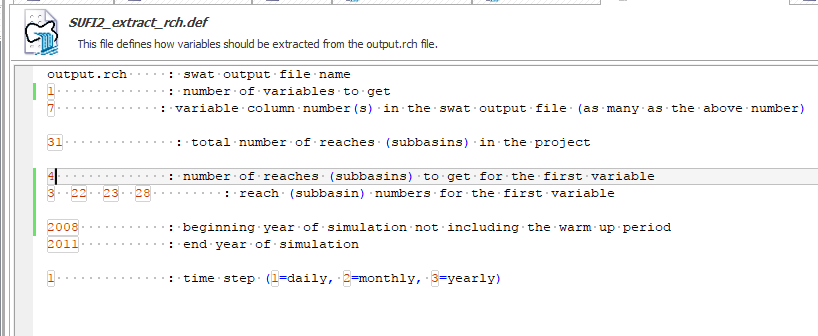 SUFI2_extract_rch.def
This file defines how variables should be extracted from the output.rch file.
output.rch : swat output file name
1 : number of variables to get
7 : variable column number(s) in the swat output file (as many as the above number)
31 : total number of reaches (subbasins) in the project
4 : number of reaches (subbasins) to get for the first variable
3 22 23 28 : reach (subbasin) numbers for the first variable
2008 : beginning year of simulation not including the warm up period
2011 : end year of simulation
1 : time step (1=daily, 2=monthly, 3=yearly)